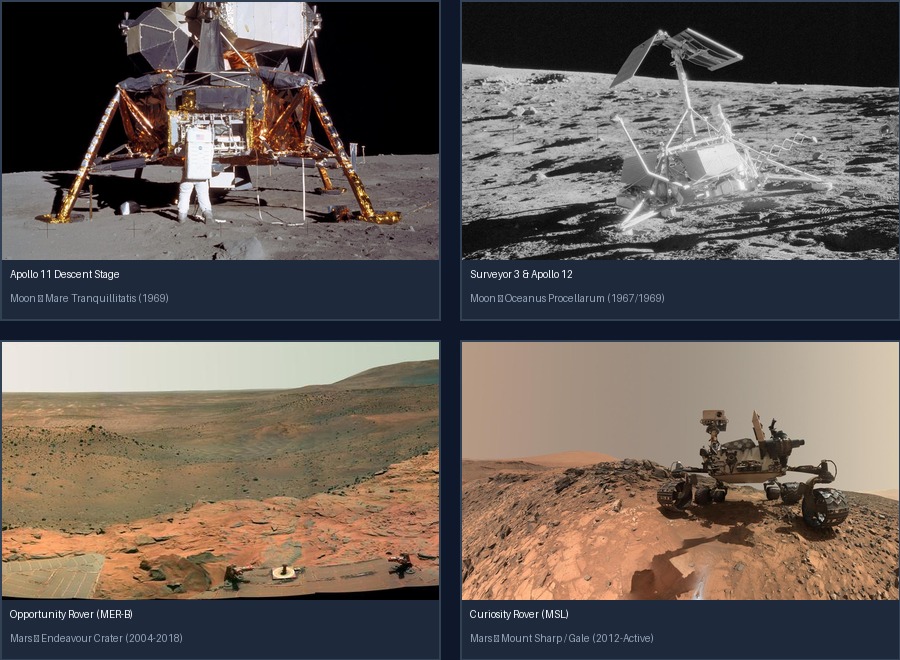 Apollo 11 Descent Stage
Moon □ Mare Tranquillitatis (1969)
Surveyor 3 & Apollo 12
Moon □ Oceanus Procellarum (1967/1969)
Opportunity Rover (MER-B)
Mars □ Endeavour Crater (2004-2018)
Curiosity Rover (MSL)
Mars □ Mount Sharp / Gale (2012-Active)